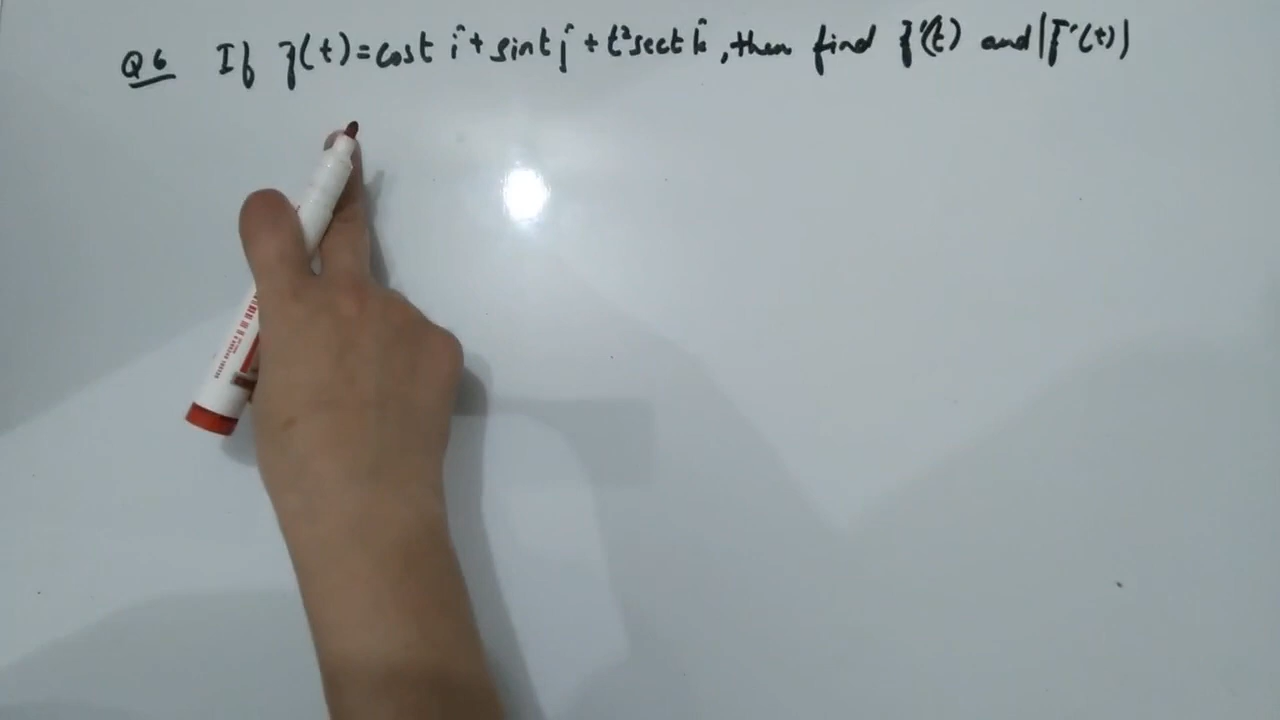 Q6 If f(t)=cost î+sint ĵ + t²sect k̂, then find f'(t) and |F'(t)|